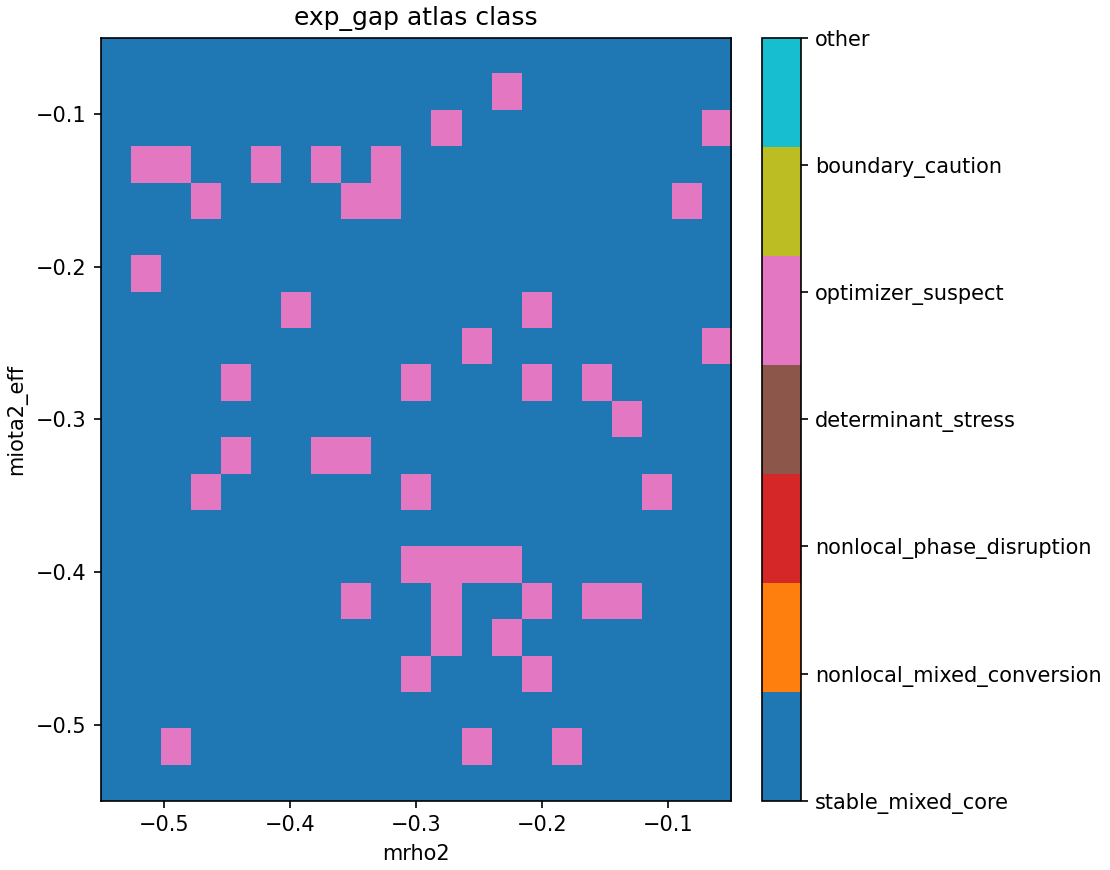 exp_gap atlas class
−0.1
−0.2
−0.3
−0.4
−0.5
miota2_eff
−0.5
−0.4
−0.3
−0.2
−0.1
mrho2
other
boundary_caution
optimizer_suspect
determinant_stress
nonlocal_phase_disruption
nonlocal_mixed_conversion
stable_mixed_core